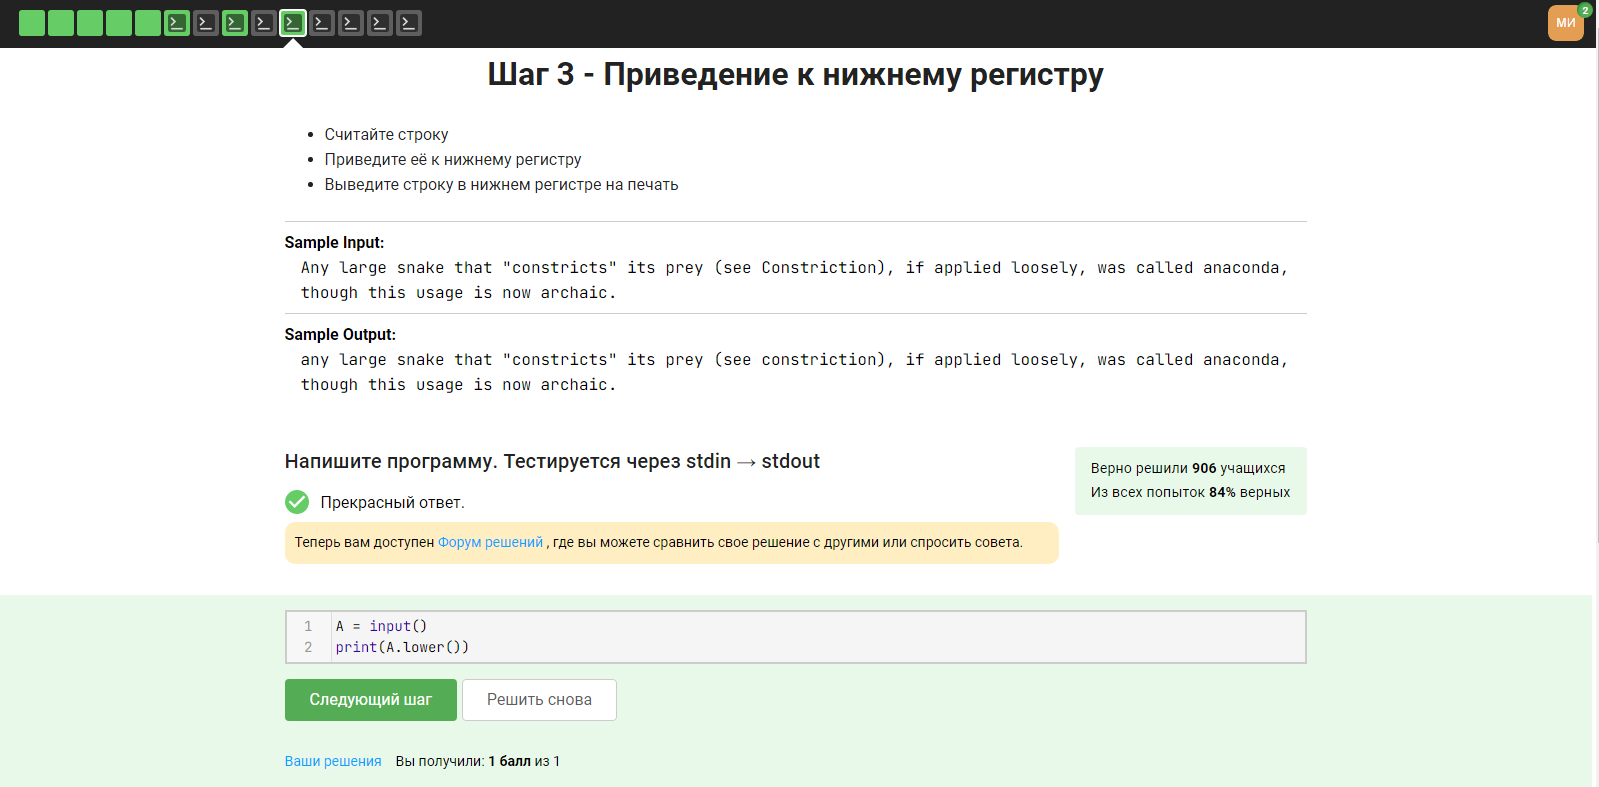 МИ
2
Шаг 3 - Приведение к нижнему регистру
Считайте строку
Приведите её к нижнему регистру
Выведите строку в нижнем регистре на печать
Sample Input:
Any large snake that "constricts" its prey (see Constriction), if applied loosely, was called anaconda,
though this usage is now archaic.
Sample Output:
any large snake that "constricts" its prey (see constriction), if applied loosely, was called anaconda,
though this usage is now archaic.
Напишите программу. Тестируется через stdin → stdout
Верно решили 906 учащихся
Из всех попыток 84% верных
Прекрасный ответ.
Теперь вам доступен Форум решений , где вы можете сравнить свое решение с другими или спросить совета.
1 A = input()
2 print(A.lower())
Следующий шаг
Решить снова
Ваши решения Вы получили: 1 балл из 1